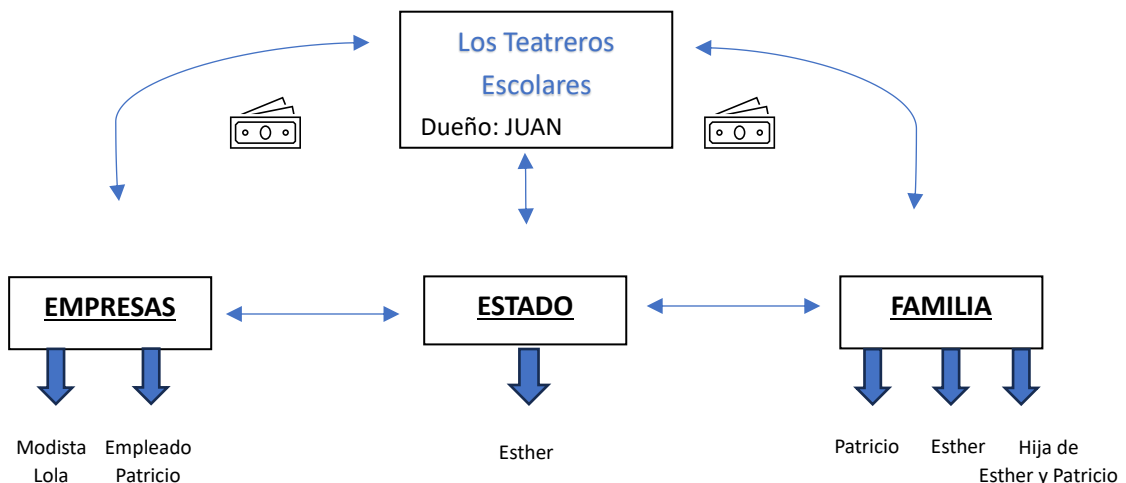 Los Teatreros
Escolares
Dueño: JUAN
EMPRESAS
ESTADO
FAMILIA
Modista
Lola
Empleado
Patricio
Esther
Patricio
Esther
Hija de
Esther y Patricio